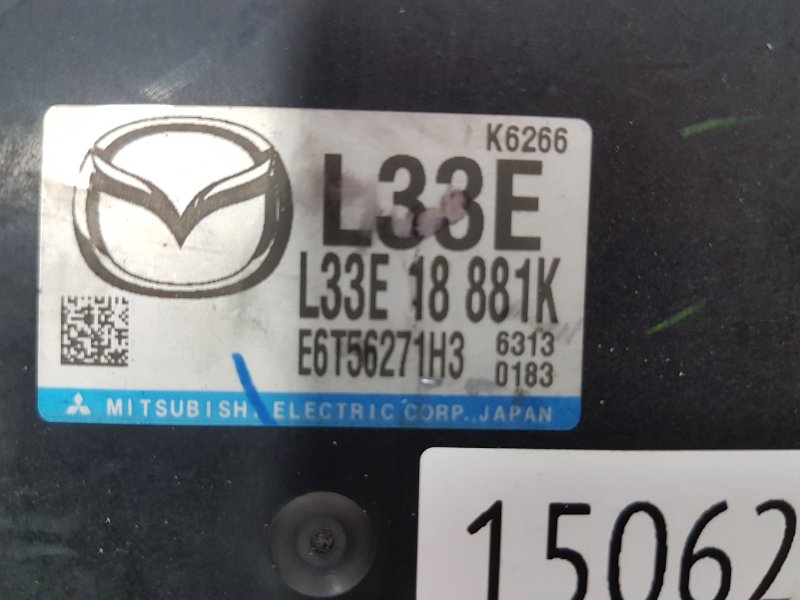 K6266
L33E
L33E 18 881K
E6T56271H3 6313
0183
MITSUBISHI ELECTRIC CORP., JAPAN
15062